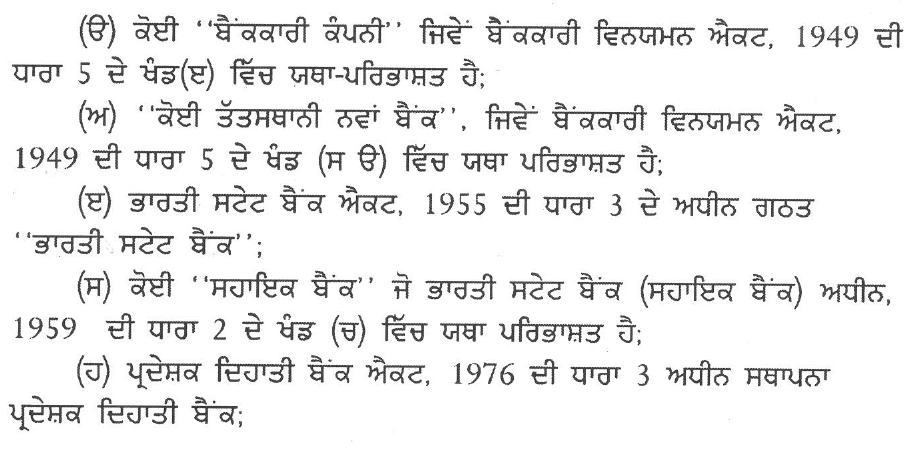 (ੳ) ਕੋਈ ‘‘ਬੈਂਕਕਾਰੀ ਕੰਪਨੀ’’ ਜਿਵੇਂ ਬੈਂਕਕਾਰੀ ਵਿਨਯਮਨ ਐਕਟ, 1949 ਦੀ
ਧਾਰਾ 5 ਦੇ ਖੰਡ(ੲ) ਵਿੱਚ ਯਥਾ-ਪਰਿਭਾਸ਼ਤ ਹੈ;
(ਅ) ‘‘ਕੋਈ ਤੱਤਸਥਾਨੀ ਨਵਾਂ ਬੈਂਕ’’, ਜਿਵੇਂ ਬੈਂਕਕਾਰੀ ਵਿਨਯਮਨ ਐਕਟ,
1949 ਦੀ ਧਾਰਾ 5 ਦੇ ਖੰਡ (ਸ ੳ) ਵਿੱਚ ਯਥਾ ਪਰਿਭਾਸ਼ਤ ਹੈ;
(ੲ) ਭਾਰਤੀ ਸਟੇਟ ਬੈਂਕ ਐਕਟ, 1955 ਦੀ ਧਾਰਾ 3 ਦੇ ਅਧੀਨ ਗਠਤ
‘‘ਭਾਰਤੀ ਸਟੇਟ ਬੈਂਕ’’;
(ਸ) ਕੋਈ ‘‘ਸਹਾਇਕ ਬੈਂਕ’’ ਜੋ ਭਾਰਤੀ ਸਟੇਟ ਬੈਂਕ (ਸਹਾਇਕ ਬੈਂਕ) ਅਧੀਨ,
1959 ਦੀ ਧਾਰਾ 2 ਦੇ ਖੰਡ (ਚ) ਵਿੱਚ ਯਥਾ ਪਰਿਭਾਸ਼ਤ ਹੈ;
(ਹ) ਪ੍ਰਦੇਸ਼ਕ ਦਿਹਾਤੀ ਬੈਂਕ ਐਕਟ, 1976 ਦੀ ਧਾਰਾ 3 ਅਧੀਨ ਸਥਾਪਨਾ
ਪ੍ਰਦੇਸ਼ਕ ਦਿਹਾਤੀ ਬੈਂਕ;